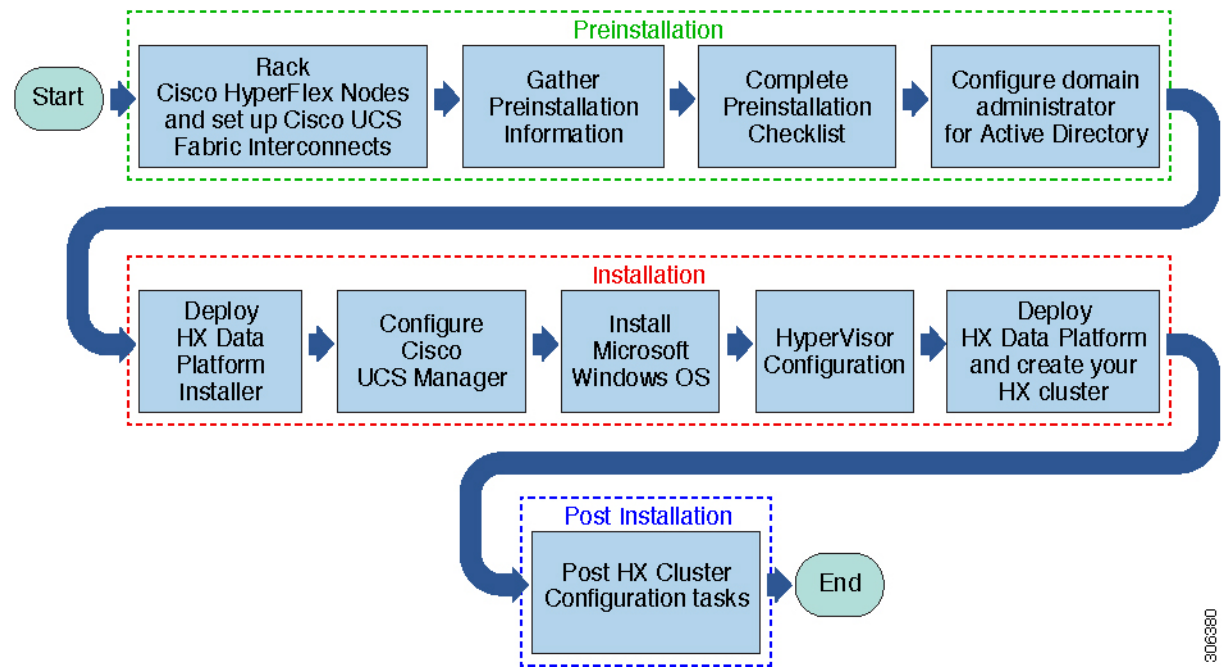 Preinstallation
Start
Rack
Cisco HyperFlex Nodes
and set up Cisco UCS
Fabric Interconnects
Gather
Preinstallation
Information
Complete
Preinstallation
Checklist
Configure domain
administrator
for Active Directory
Installation
Deploy
HX Data
Platform
Installer
Configure
Cisco
UCS Manager
Install
Microsoft
Windows OS
HyperVisor
Configuration
Deploy
HX Data Platform
and create your
HX cluster
Post Installation
Post HX Cluster
Configuration tasks
End
306380